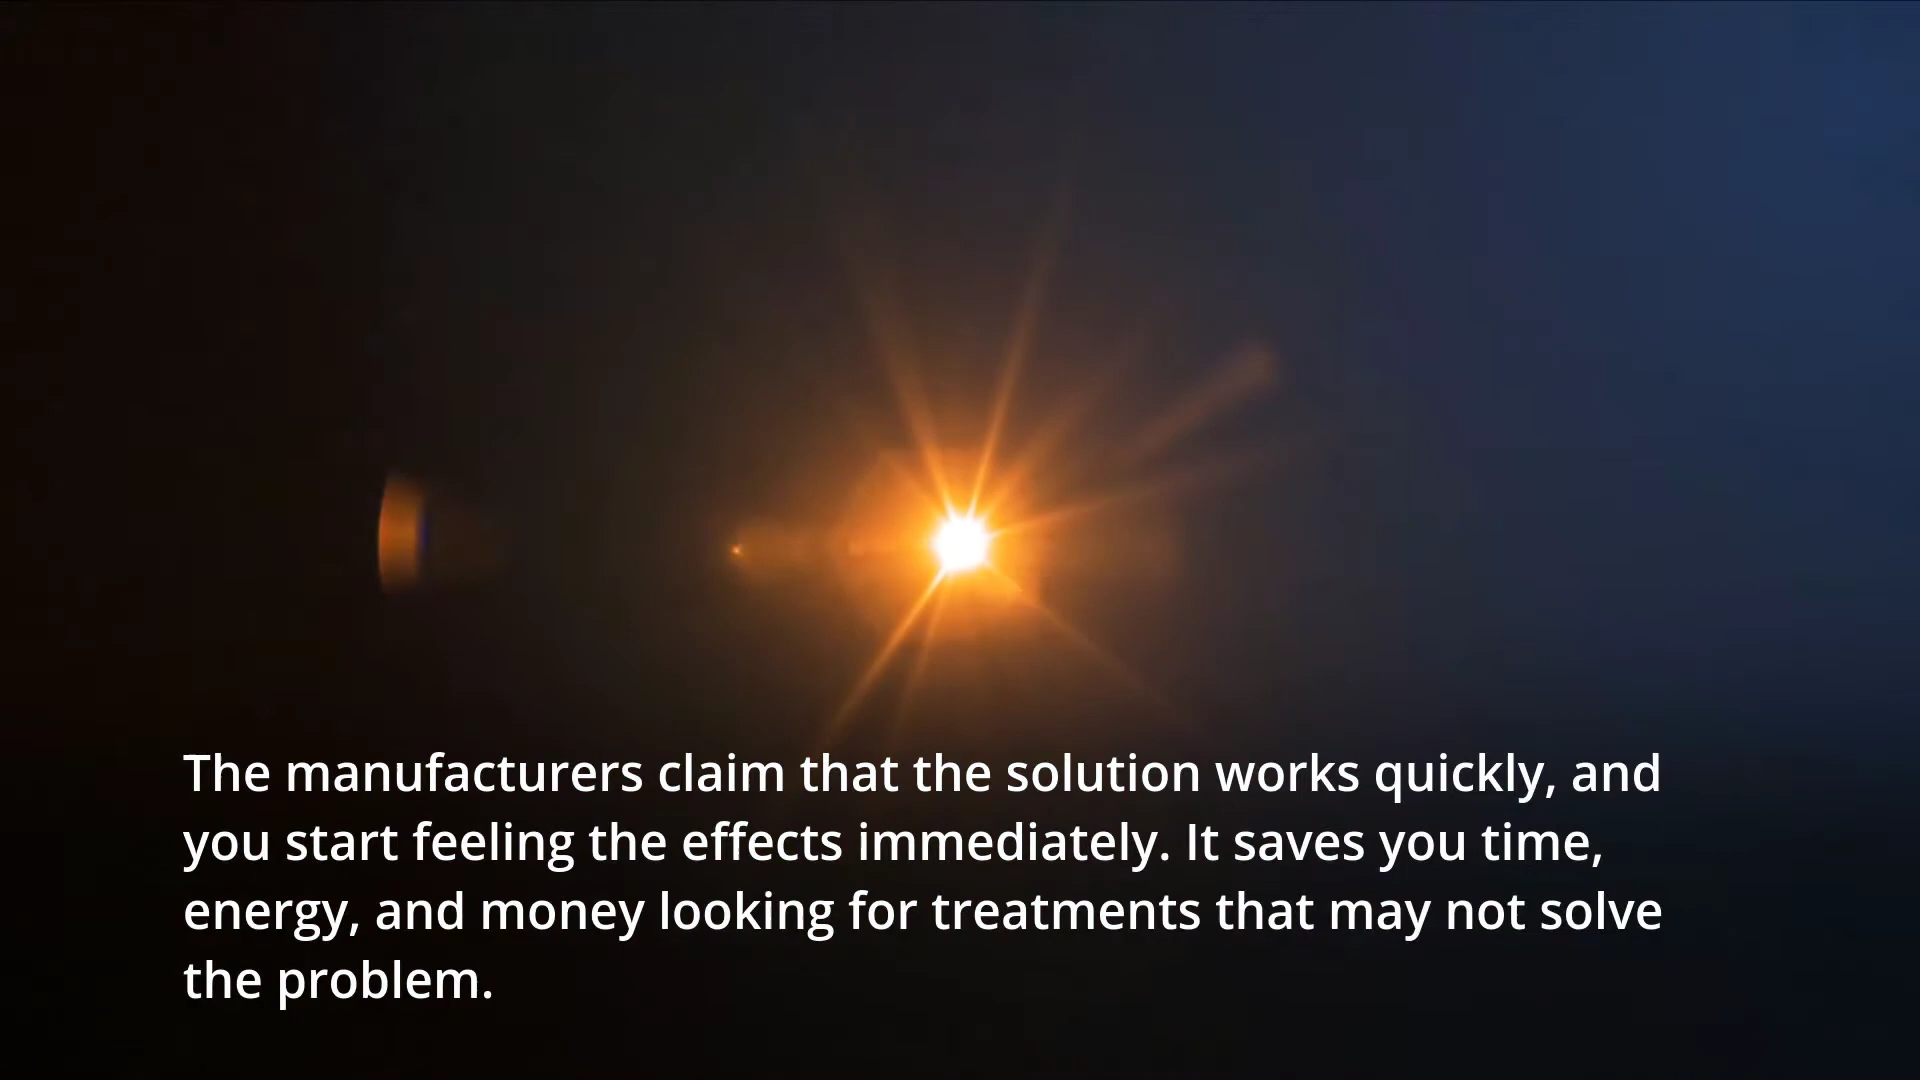 The manufacturers claim that the solution works quickly, and
you start feeling the effects immediately. It saves you time,
energy, and money looking for treatments that may not solve
the problem.